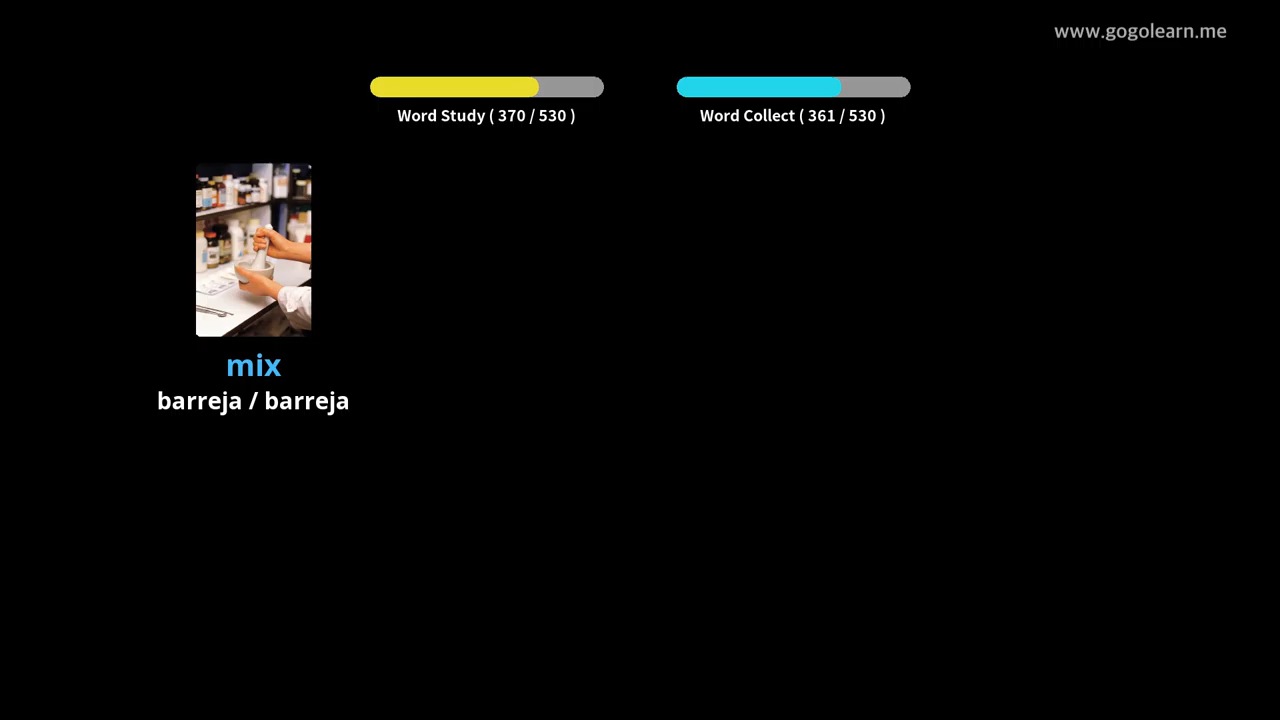 www.gogolearn.me
Word Study ( 370 / 530 )
Word Collect ( 361 / 530 )
mix
barreja / barreja